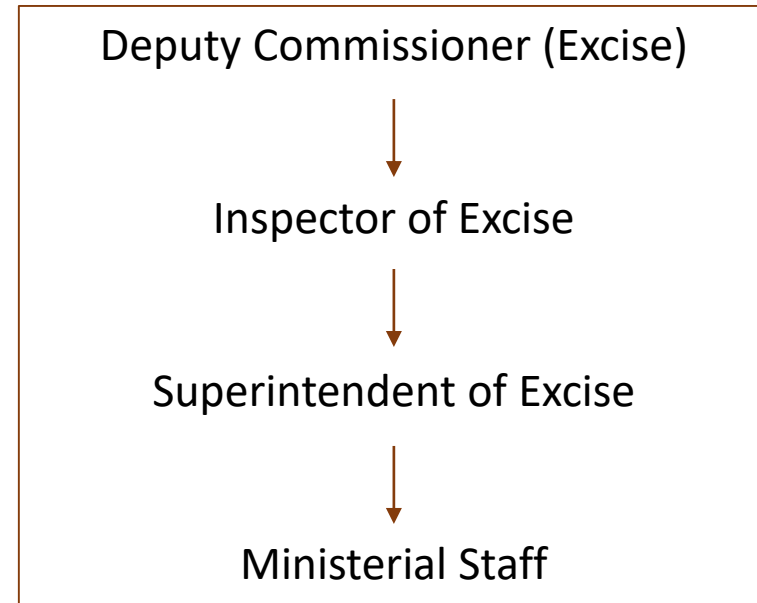 Deputy Commissioner (Excise)
Inspector of Excise
Superintendent of Excise
Ministerial Staff